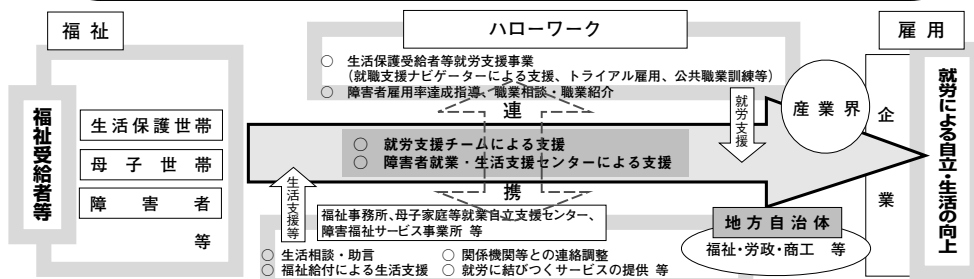 福祉
ハローワーク
雇用
○ 生活保護受給者等就労支援事業
(就職支援ナビゲーターによる支援、トライアル雇用、公共職業訓練等)
○ 障害者雇用率達成指導、職業相談・職業紹介
福祉受給者等
生活保護世帯
母子世帯
障害者
等
連
○ 就労支援チームによる支援
○ 障害者就業・生活支援センターによる支援
携
就労支援
産業界
企業
就労による自立・生活の向上
生活支援等
福祉事務所、母子家庭等就業自立支援センター、
障害福祉サービス事業所 等
地方自治体
福祉・労政・商工 等
○ 生活相談・助言 ○ 関係機関等との連絡調整
○ 福祉給付による生活支援 ○ 就労に結びつくサービスの提供 等